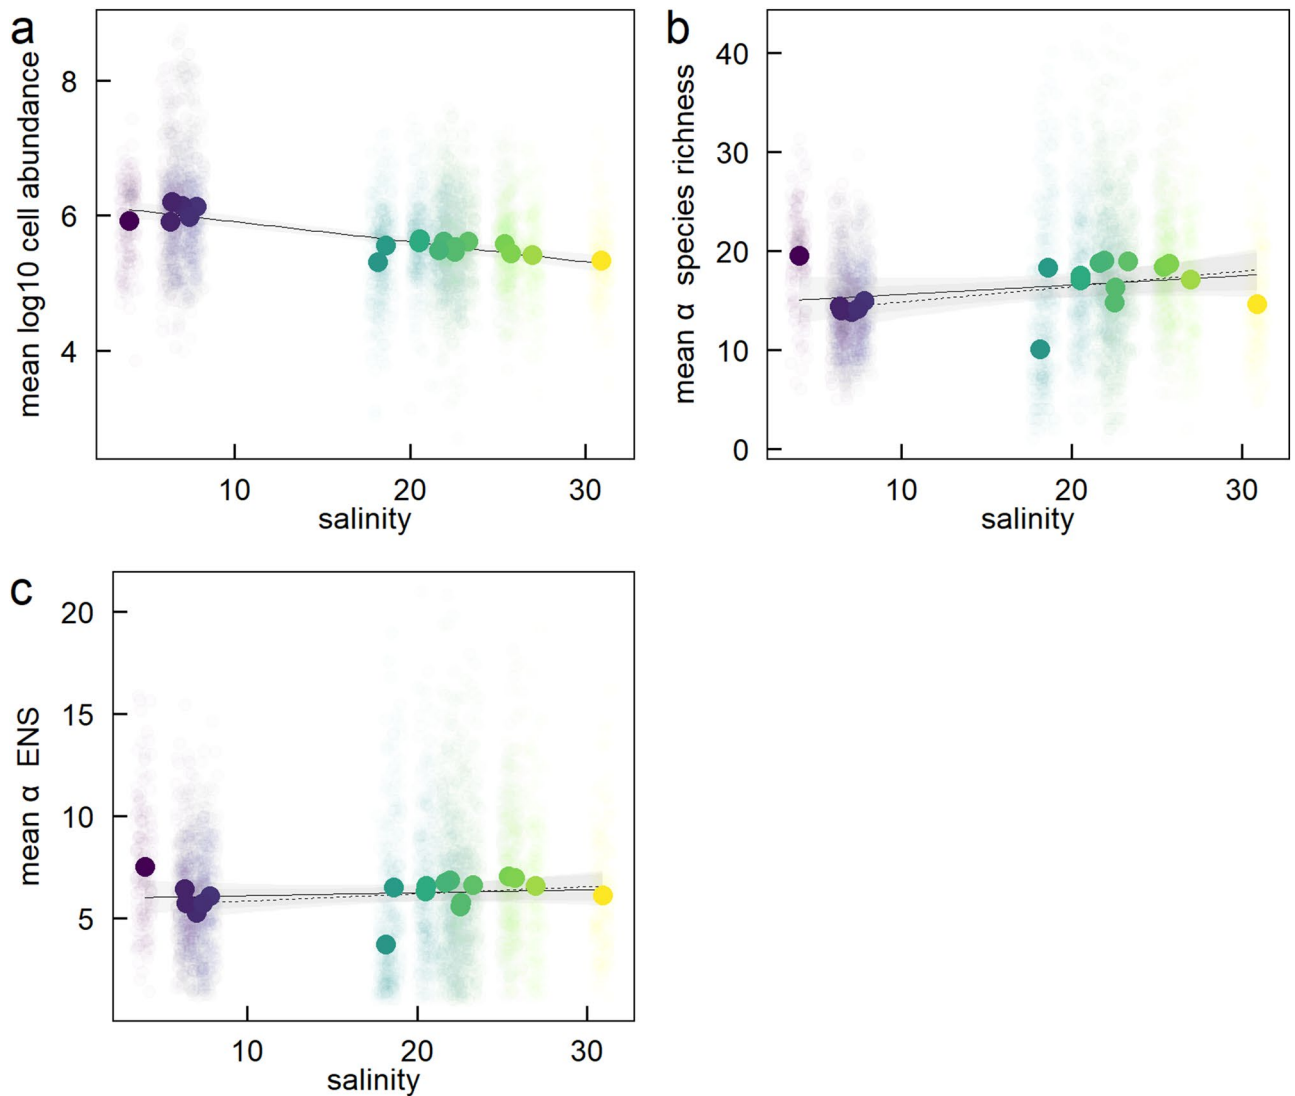 a
mean log10 cell abundance
8
6
4
10 20 30
salinity
b
mean α species richness
40
30
20
10
0
10 20 30
salinity
c
mean α ENS
20
15
10
5
10 20 30
salinity